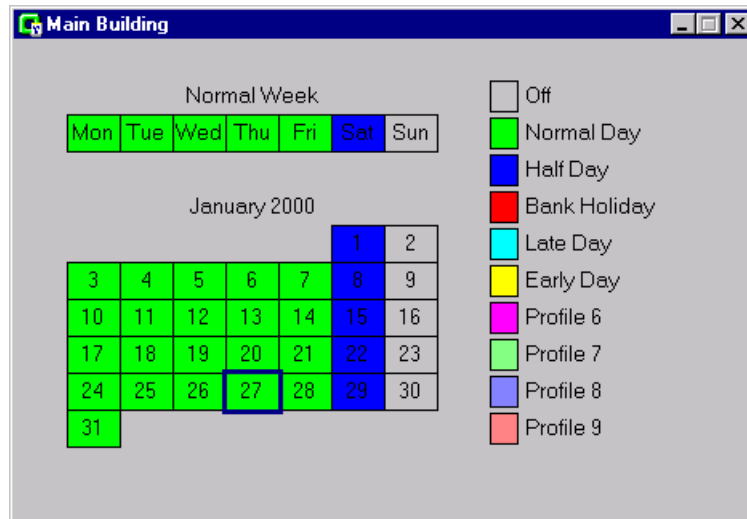 Main Building
Normal Week
Mon Tue Wed Thu Fri Sat Sun
January 2000
1 2
3 4 5 6 7 8 9
10 11 12 13 14 15 16
17 18 19 20 21 22 23
24 25 26 27 28 29 30
31
Off
Normal Day
Half Day
Bank Holiday
Late Day
Early Day
Profile 6
Profile 7
Profile 8
Profile 9